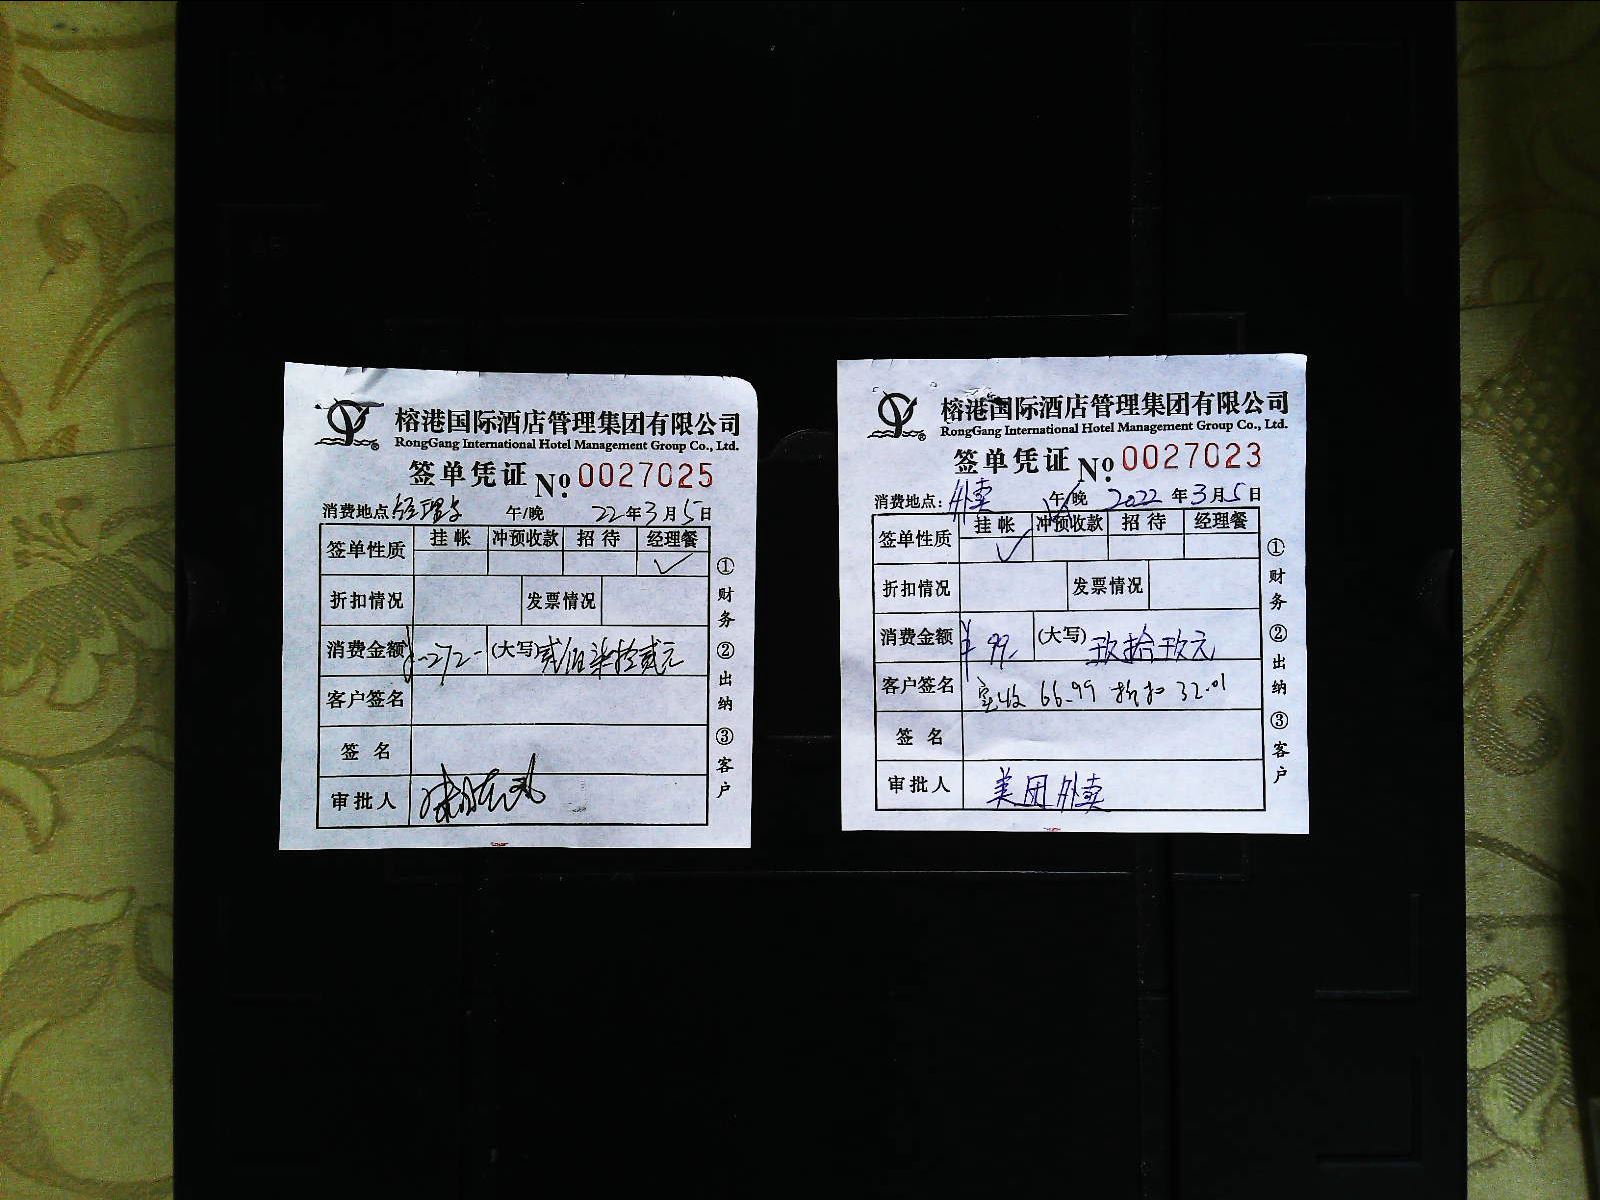 榕港国际酒店管理集团有限公司
RongGang International Hotel Management Group Co., Ltd.
签单凭证 No. 0027025
消费地点 经理 午/晚 22年3月5日
签单性质 挂帐 冲预收款 招待 经理餐
✓
折扣情况 发票情况
消费金额 ¥-272- (大写) 贰佰柒拾贰元
客户签名
签名
审批人
①财务 ②出纳 ③客户
榕港国际酒店管理集团有限公司
RongGang International Hotel Management Group Co., Ltd.
签单凭证 No. 0027023
消费地点: 外卖 午/晚 2022年3月5日
签单性质 挂帐 冲预收款 招待 经理餐
✓
折扣情况 发票情况
消费金额 ¥99- (大写) 玖拾玖元
客户签名 实收 66.99 折扣 32.01
签名
审批人 美团外卖
①财务 ②出纳 ③客户